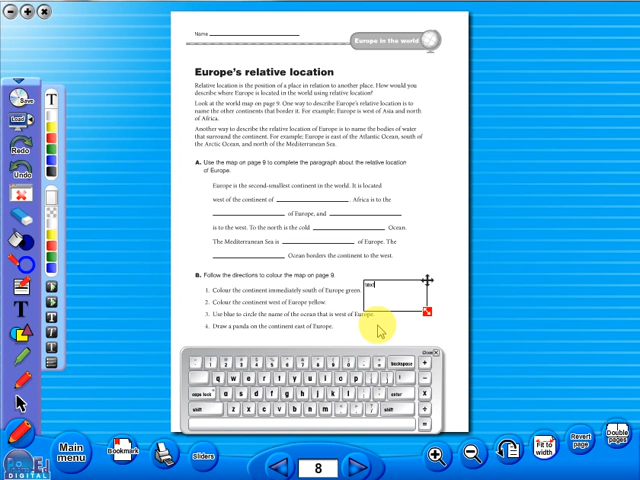 Name
Europe in the world
Europe's relative location
Relative location is the position of a place in relation to another place. How would you
describe where Europe is located in the world using relative location?
Look at the world map on page 9. One way to describe Europe's relative location is to
name the other continents that border it. For example; Europe is west of Asia and north
of Africa.
Another way to describe the relative location of Europe is to name the bodies of water
that surround the continent. For example; Europe is east of the Atlantic Ocean, south of
the Arctic Ocean, and north of the Mediterranean Sea.
A. Use the map on page 9 to complete the paragraph about the relative location
of Europe.
Europe is the second-smallest continent in the world. It is located
west of the continent of . Africa is to the
of Europe, and
is to the west. To the north is the cold Ocean.
The Mediterranean Sea is of Europe. The
Ocean borders the continent to the west.
B. Follow the directions to colour the map on page 9.
1. Colour the continent immediately south of Europe green.
2. Colour the continent west of Europe yellow.
3. Use blue to circle the name of the ocean that is west of Europe.
4. Draw a panda on the continent east of Europe.
Save
T
Load
Redo
Undo
T
Close X
1 2 3 4 5 6 7 8 9 0 backspace
q w e r t y u i o p
caps lock a s d f g h j k l enter
shift z x c v b n m shift
Main
menu
Bookmark
Sliders
8
Fit to
width
Revert
page
Double
pages
DIGITAL